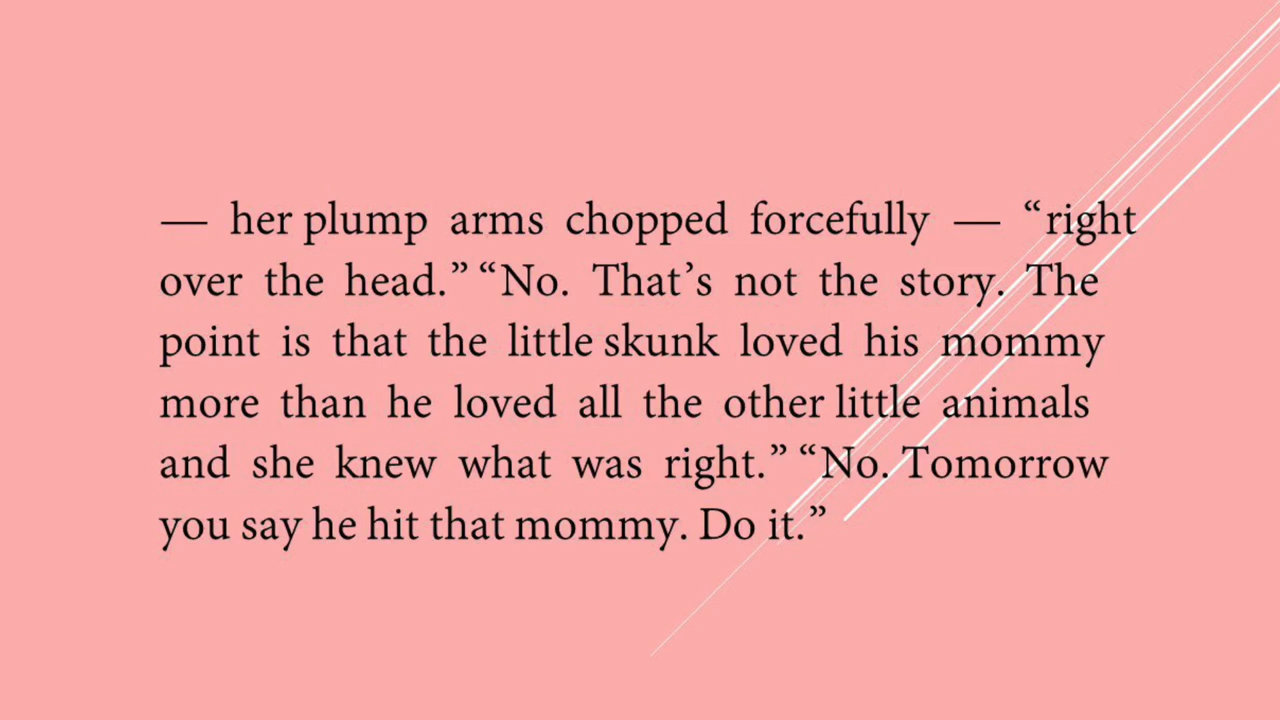 — her plump arms chopped forcefully — “right
over the head.” “No. That’s not the story. The
point is that the little skunk loved his mommy
more than he loved all the other little animals
and she knew what was right.” “No. Tomorrow
you say he hit that mommy. Do it.”